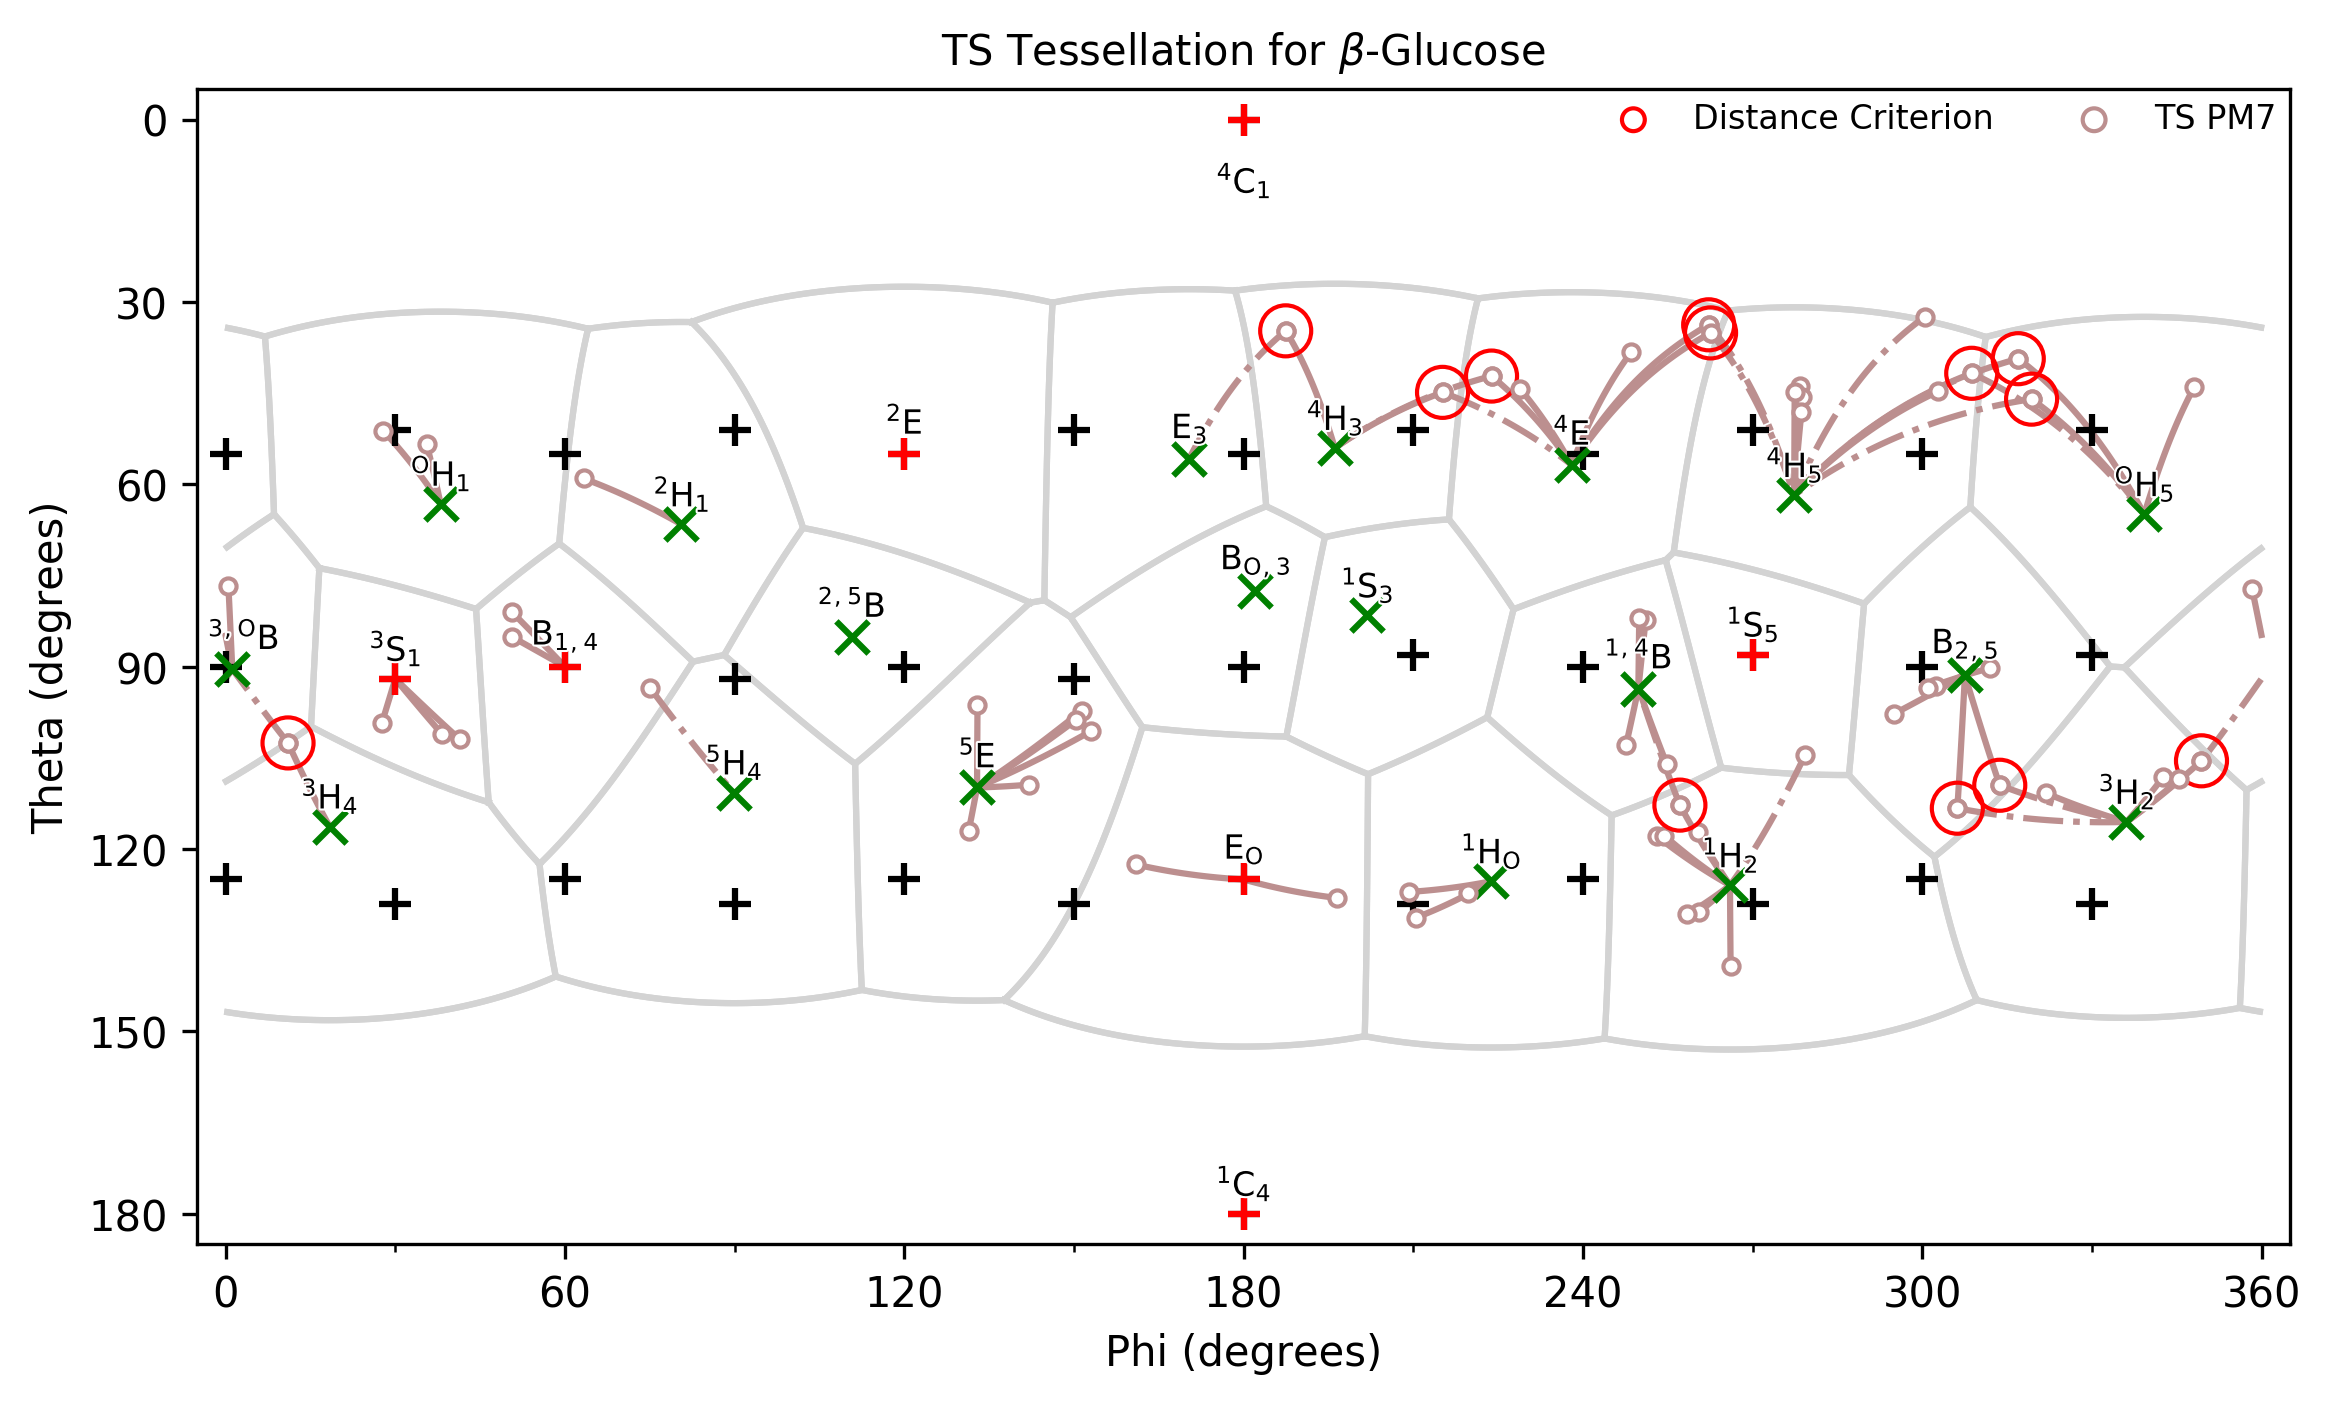 TS Tessellation for β-Glucose
Distance Criterion
TS PM7
⁴C₁
²E
E₃
⁴H₃
⁴E
⁴H₅
ᴼH₅
ᴼH₁
²H₁
B_O,3
¹S₃
²,⁵B
³,ᴼB
³S₁
B₁,₄
¹,⁴B
¹S₅
B₂,₅
⁵E
⁵H₄
³H₄
³H₂
E_O
¹H_O
¹H₂
¹C₄
0
30
60
90
120
150
180
Theta (degrees)
0 60 120 180 240 300 360
Phi (degrees)